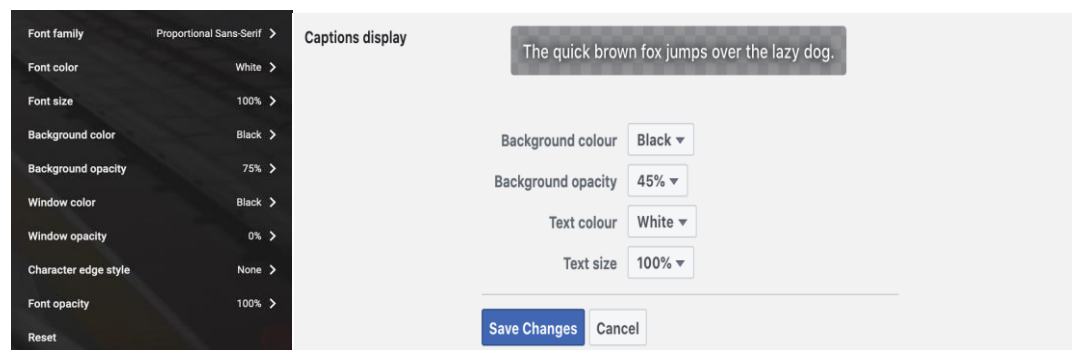 Font family Proportional Sans-Serif
Font color White
Font size 100%
Background color Black
Background opacity 75%
Window color Black
Window opacity 0%
Character edge style None
Font opacity 100%
Reset
Captions display
The quick brown fox jumps over the lazy dog.
Background colour Black
Background opacity 45%
Text colour White
Text size 100%
Save Changes Cancel